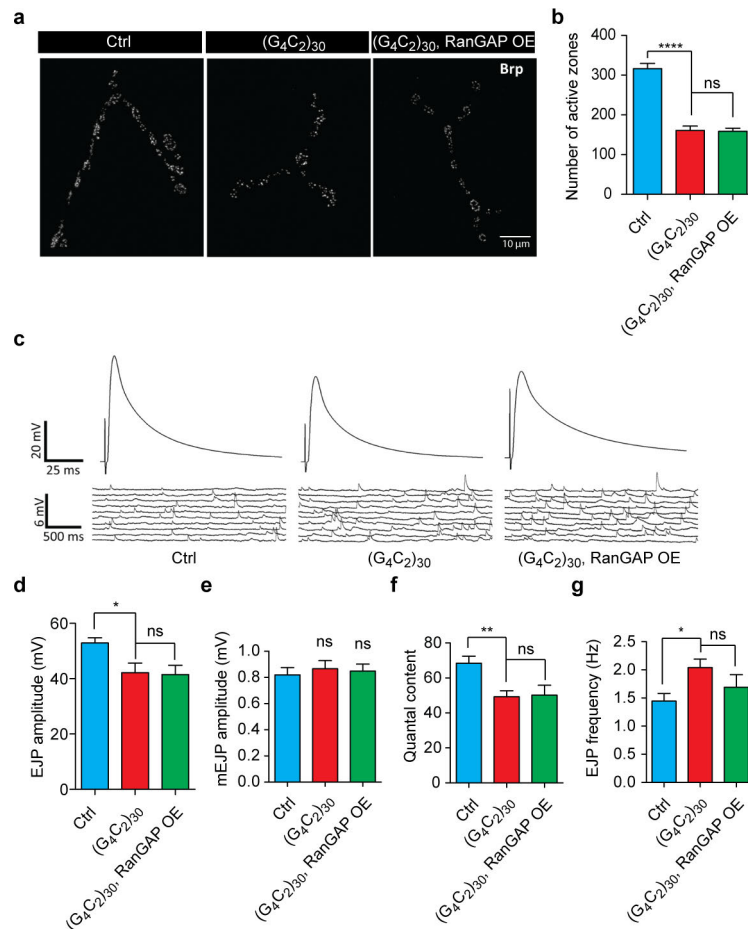 a
Ctrl (G4C2)30 (G4C2)30, RanGAP OE
Brp
10 µm
b
Number of active zones
400
300
200
100
0
****
ns
Ctrl
(G4C2)30
(G4C2)30, RanGAP OE
c
20 mV
25 ms
6 mV
500 ms
Ctrl (G4C2)30 (G4C2)30, RanGAP OE
d
EJP amplitude (mV)
60
40
20
0
*
ns
Ctrl
(G4C2)30
(G4C2)30, RanGAP OE
e
mEJP amplitude (mV)
1.0
0.8
0.6
0.4
0.2
0.0
ns ns
Ctrl
(G4C2)30
(G4C2)30, RanGAP OE
f
Quantal content
80
60
40
20
0
**
ns
Ctrl
(G4C2)30
(G4C2)30, RanGAP OE
g
EJP frequency (Hz)
2.5
2.0
1.5
1.0
0.5
0.0
*
ns
Ctrl
(G4C2)30
(G4C2)30, RanGAP OE